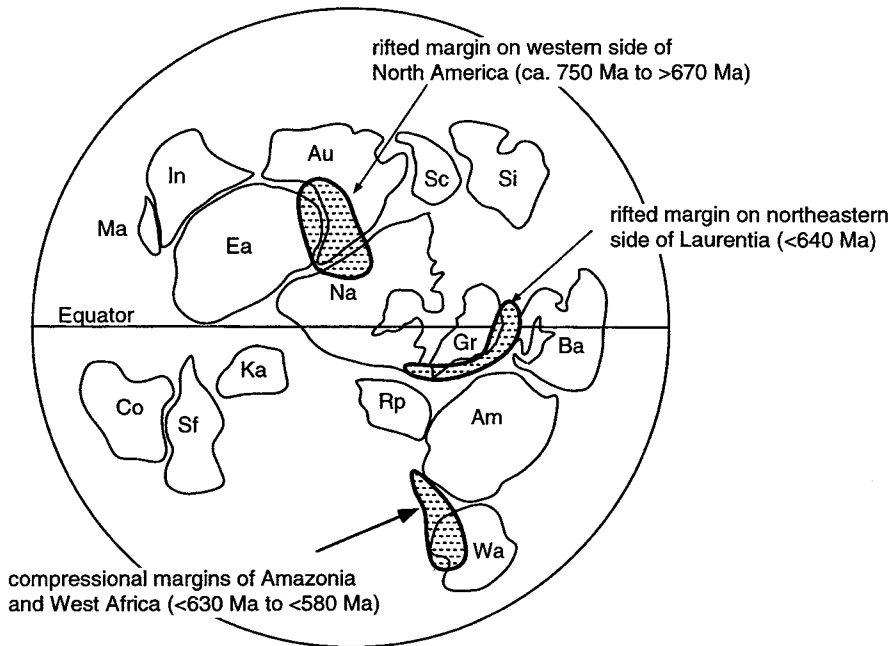 rifted margin on western side of
North America (ca. 750 Ma to >670 Ma)
Au
Sc
Si
In
Ma
Ea
rifted margin on northeastern
side of Laurentia (<640 Ma)
Na
Equator
Gr
Ba
Ka
Co
Sf
Rp
Am
Wa
compressional margins of Amazonia
and West Africa (<630 Ma to <580 Ma)